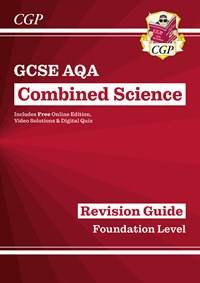 CGP
CGP
GCSE AQA
Combined Science
Includes Free Online Edition,
Video Solutions & Digital Quiz
Revision Guide
Foundation Level